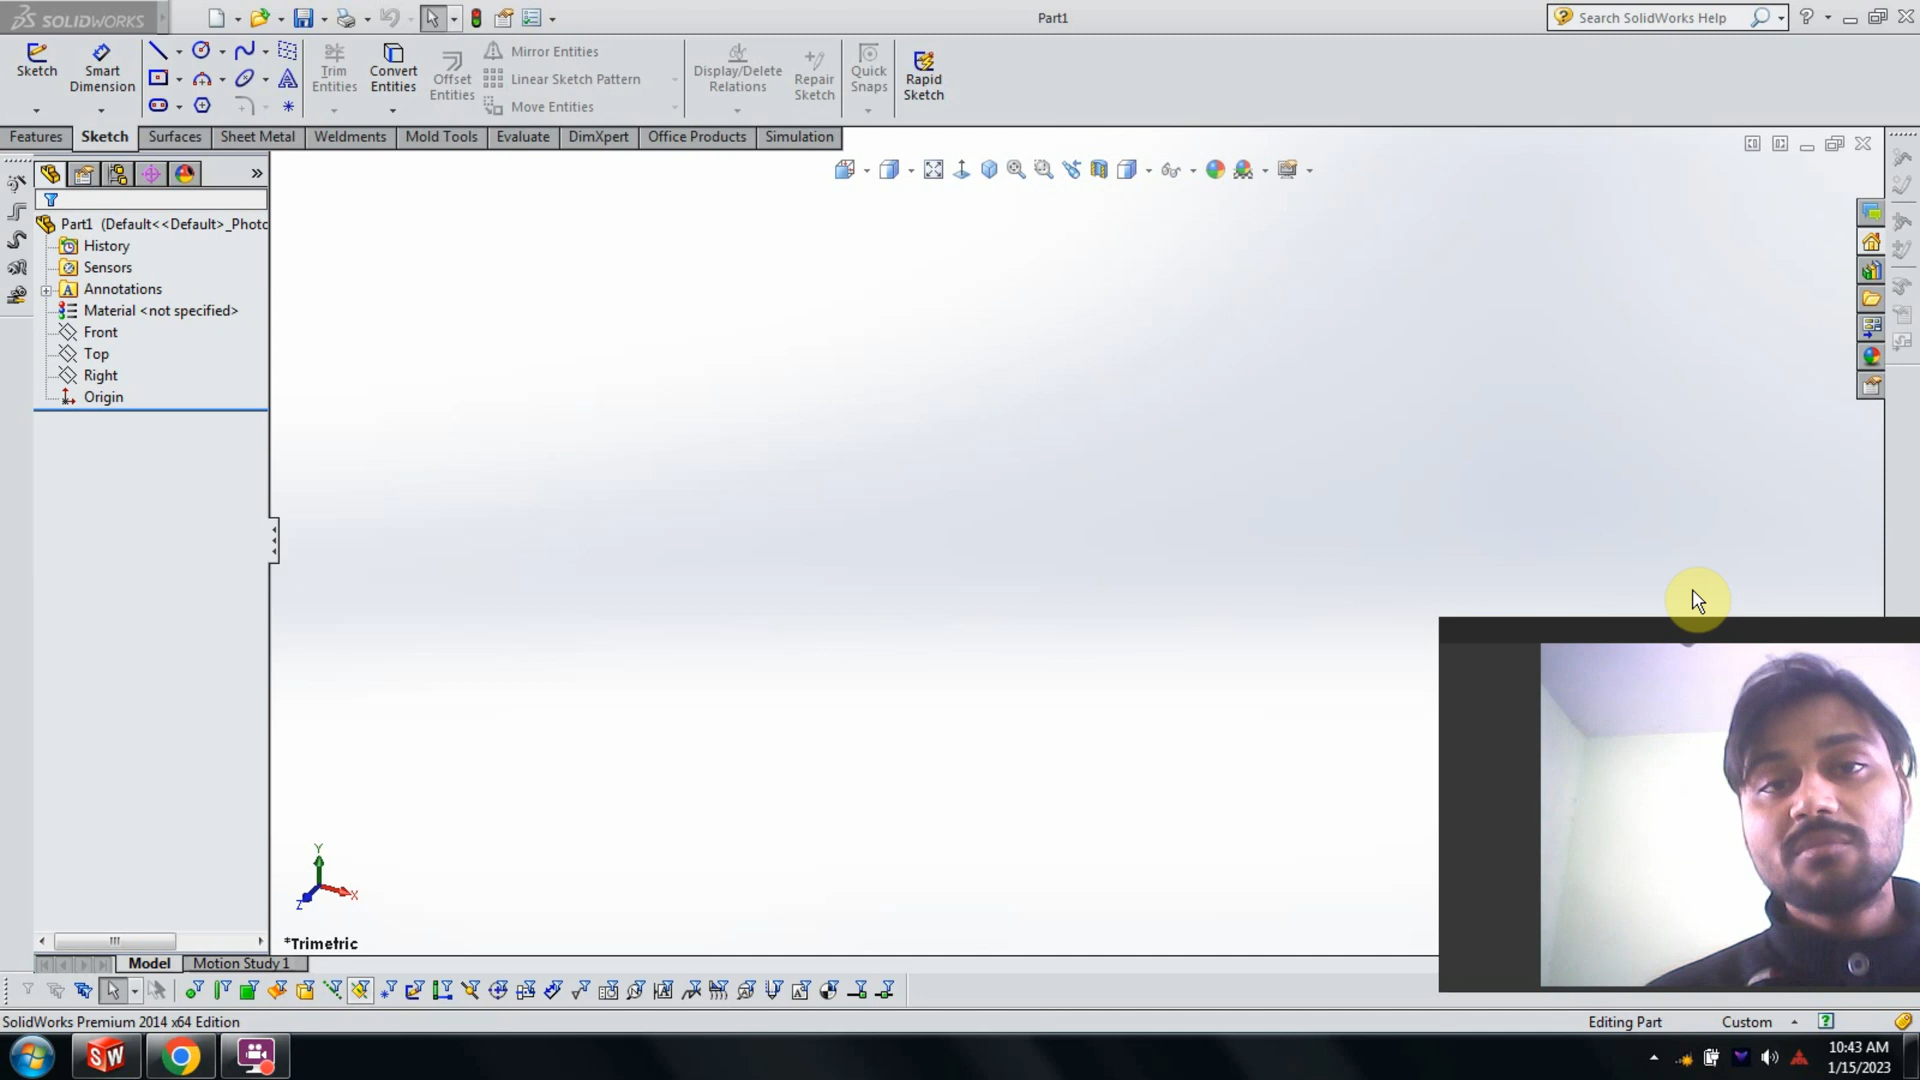 SOLIDWORKS
Part1
Search SolidWorks Help
Sketch
Smart Dimension
Trim Entities
Convert Entities
Offset Entities
Mirror Entities
Linear Sketch Pattern
Move Entities
Display/Delete Relations
Repair Sketch
Quick Snaps
Rapid Sketch
Features Sketch Surfaces Sheet Metal Weldments Mold Tools Evaluate DimXpert Office Products Simulation
Part1 (Default<<Default>_Photo
History
Sensors
Annotations
Material <not specified>
Front
Top
Right
Origin
Y
X
Z
*Trimetric
Model Motion Study 1
SolidWorks Premium 2014 x64 Edition
Editing Part
Custom
SW
10:43 AM
1/15/2023